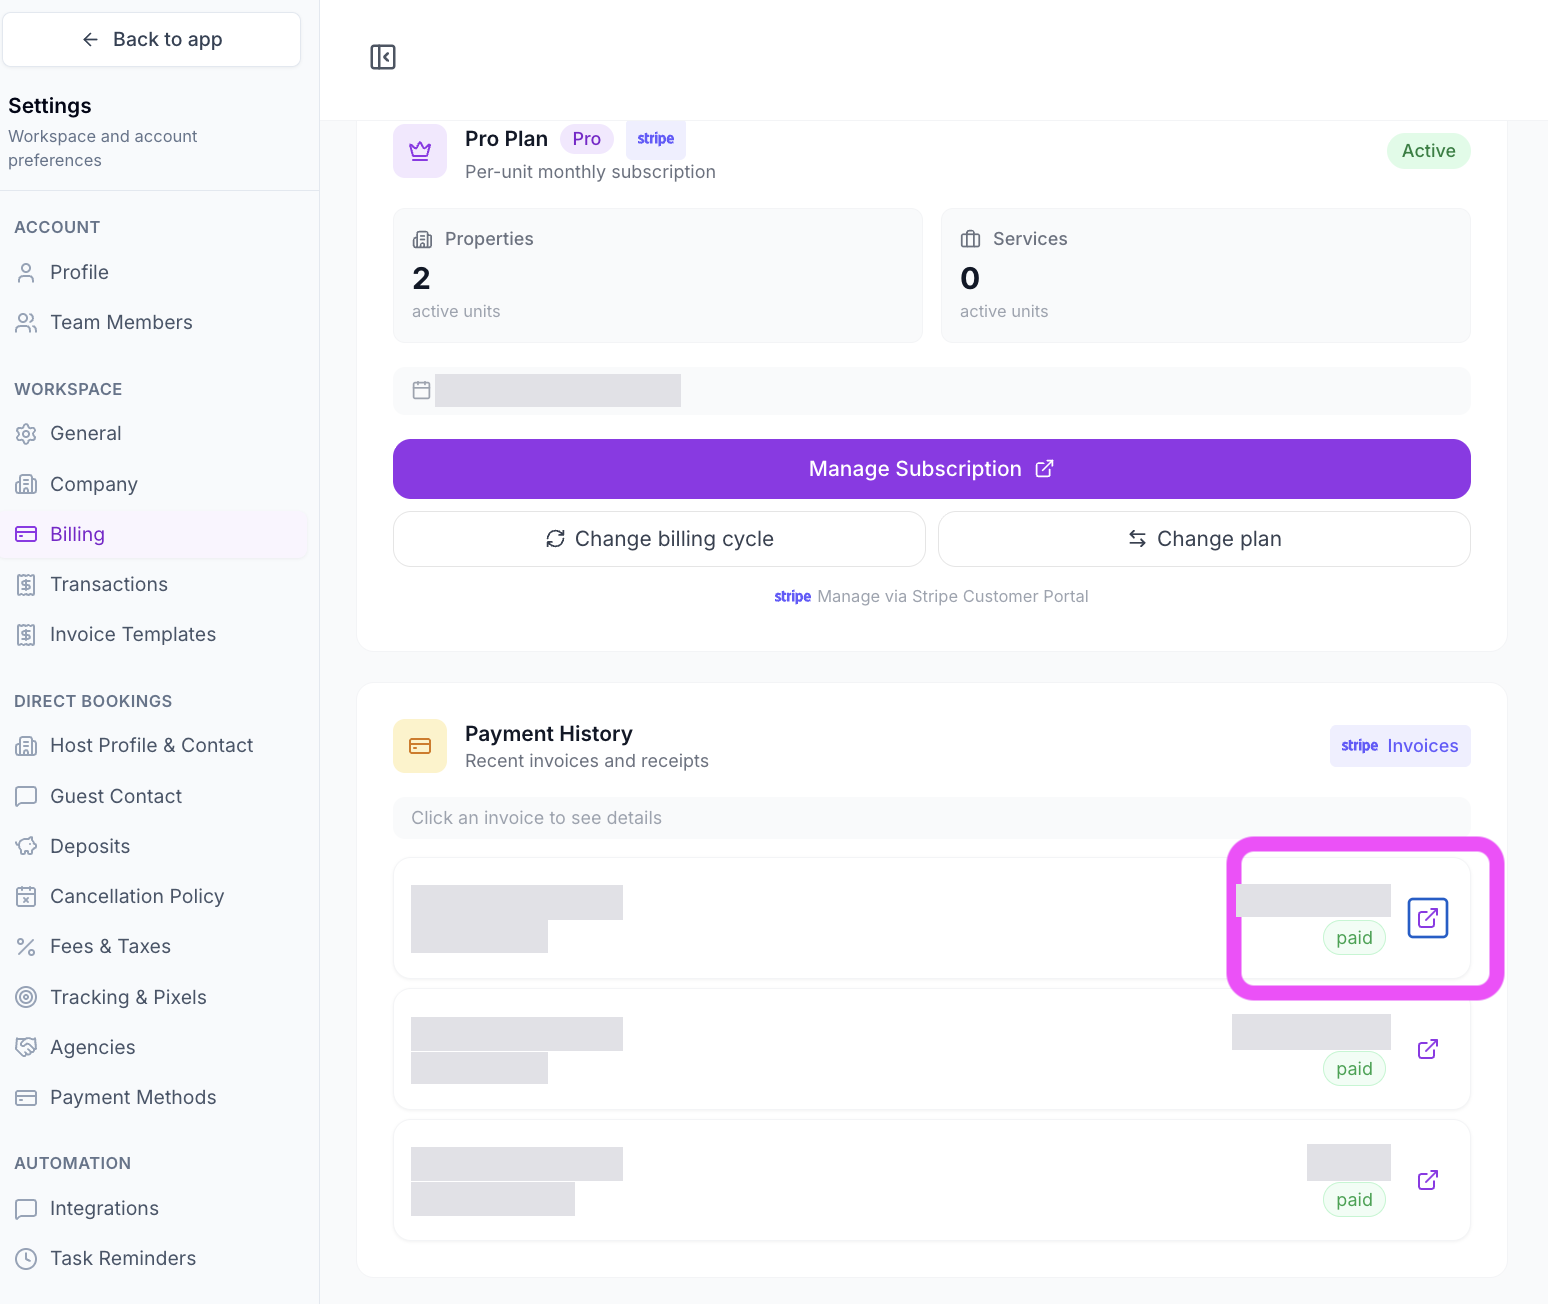 Back to app
Settings
Workspace and account
preferences
ACCOUNT
Profile
Team Members
WORKSPACE
General
Company
Billing
Transactions
Invoice Templates
DIRECT BOOKINGS
Host Profile & Contact
Guest Contact
Deposits
Cancellation Policy
Fees & Taxes
Tracking & Pixels
Agencies
Payment Methods
AUTOMATION
Integrations
Task Reminders
Pro Plan Pro stripe
Per-unit monthly subscription
Active
Properties
2
active units
Services
0
active units
Manage Subscription
Change billing cycle
Change plan
stripe Manage via Stripe Customer Portal
Payment History
Recent invoices and receipts
stripe Invoices
Click an invoice to see details
paid
paid
paid